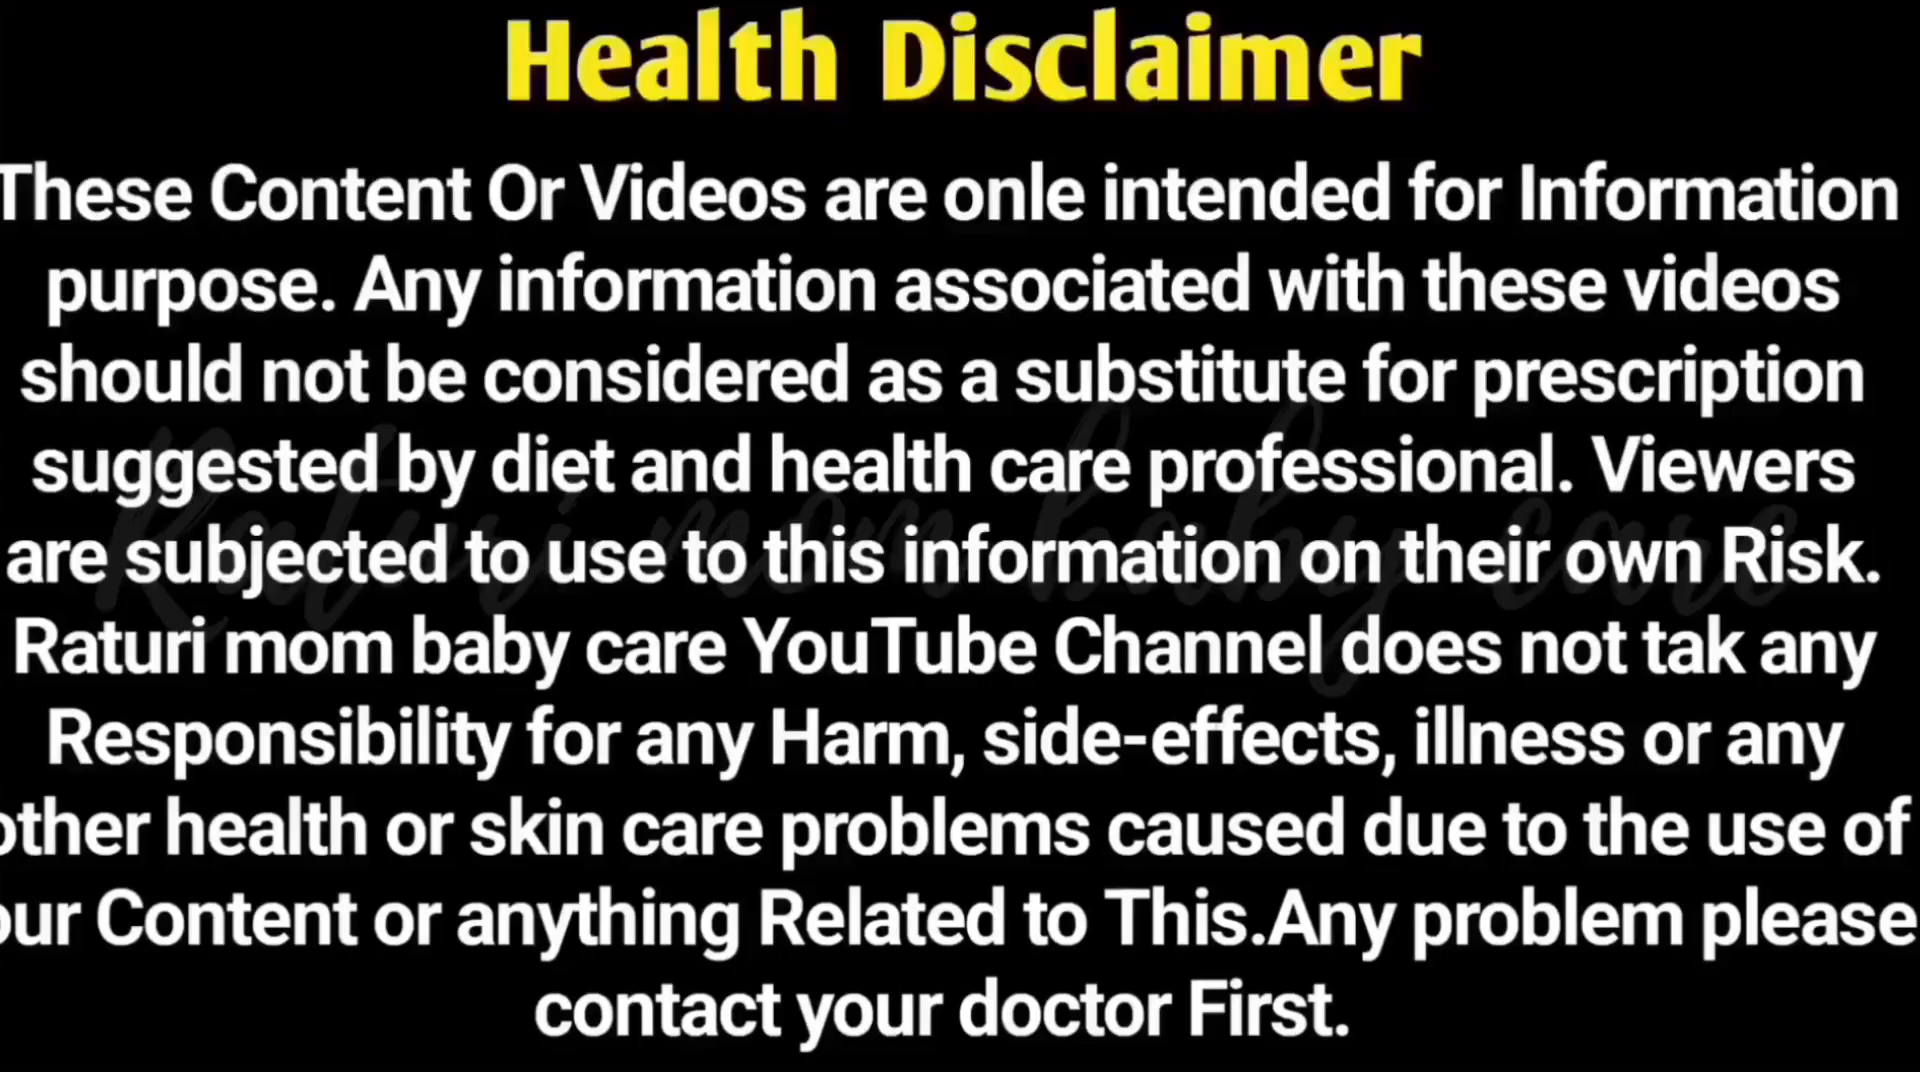 Health Disclaimer
These Content Or Videos are onle intended for Information
purpose. Any information associated with these videos
should not be considered as a substitute for prescription
suggested by diet and health care professional. Viewers
are subjected to use to this information on their own Risk.
Raturi mom baby care YouTube Channel does not tak any
Responsibility for any Harm, side-effects, illness or any
other health or skin care problems caused due to the use of
our Content or anything Related to This.Any problem please
contact your doctor First.
Raturi mom baby care